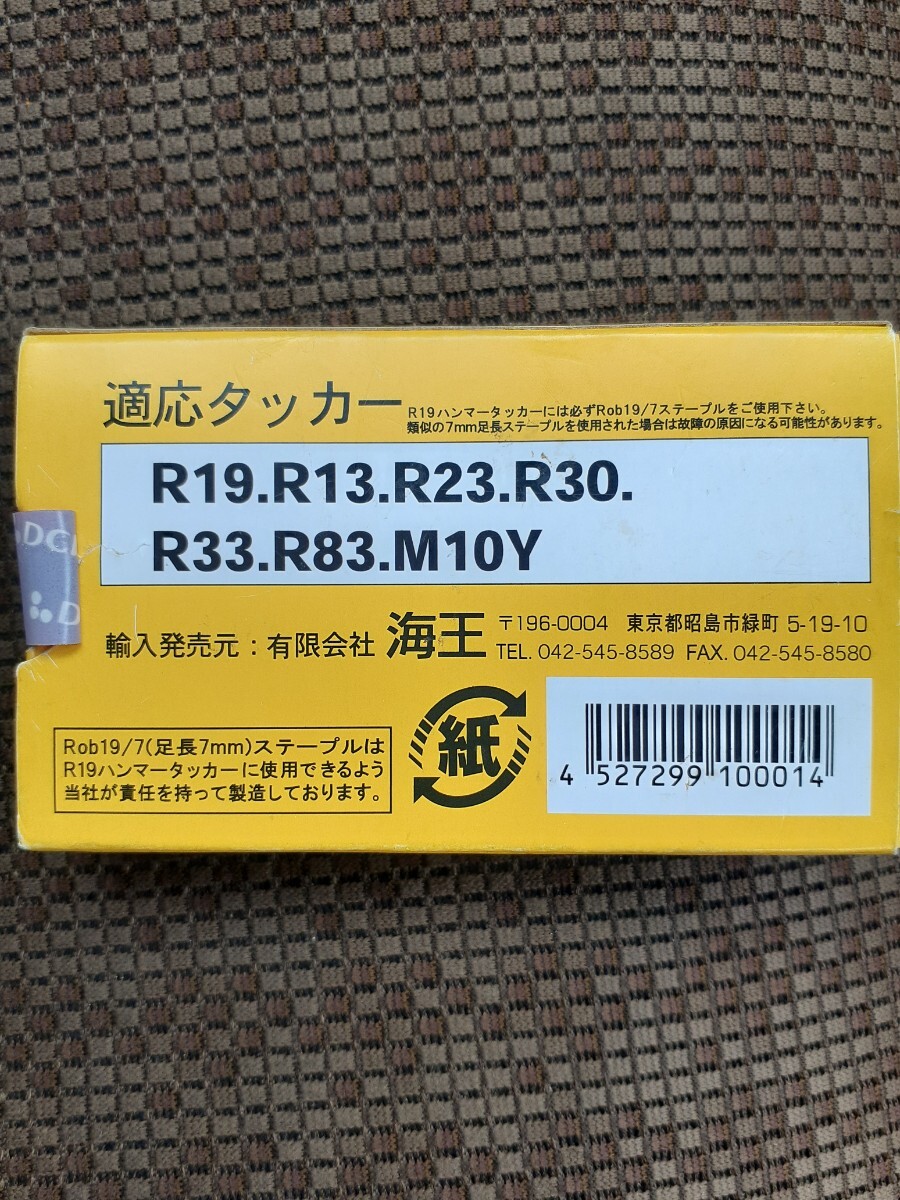 適応タッカー
R19ハンマータッカーには必ずRob19/7ステープルをご使用下さい。
類似の7mm足長ステープルを使用された場合は故障の原因になる可能性があります。
R19.R13.R23.R30.
R33.R83.M10Y
DCM
輸入発売元:有限会社 海王
〒196-0004 東京都昭島市緑町 5-19-10
TEL. 042-545-8589 FAX. 042-545-8580
Rob19/7(足長7mm)ステープルは
R19ハンマータッカーに使用できるよう
当社が責任を持って製造しております。
紙
4 527299 100014